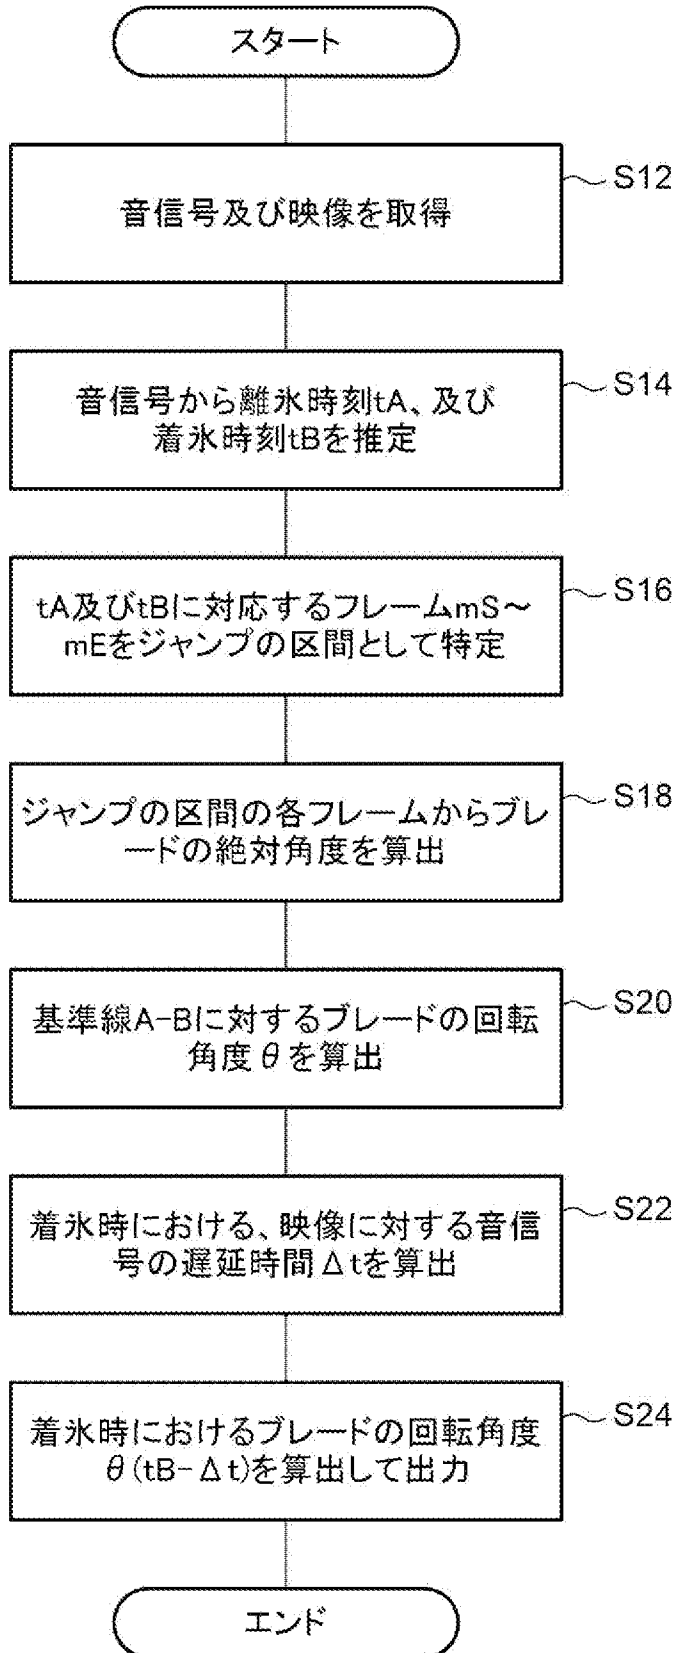 スタート
音信号及び映像を取得
S12
音信号から離氷時刻tA、及び
着氷時刻tBを推定
S14
tA及びtBに対応するフレームmS～
mEをジャンプの区間として特定
S16
ジャンプの区間の各フレームからブレ
ードの絶対角度を算出
S18
基準線A-Bに対するブレードの回転
角度θを算出
S20
着氷時における、映像に対する音信
号の遅延時間Δtを算出
S22
着氷時におけるブレードの回転角度
θ(tB-Δt)を算出して出力
S24
エンド